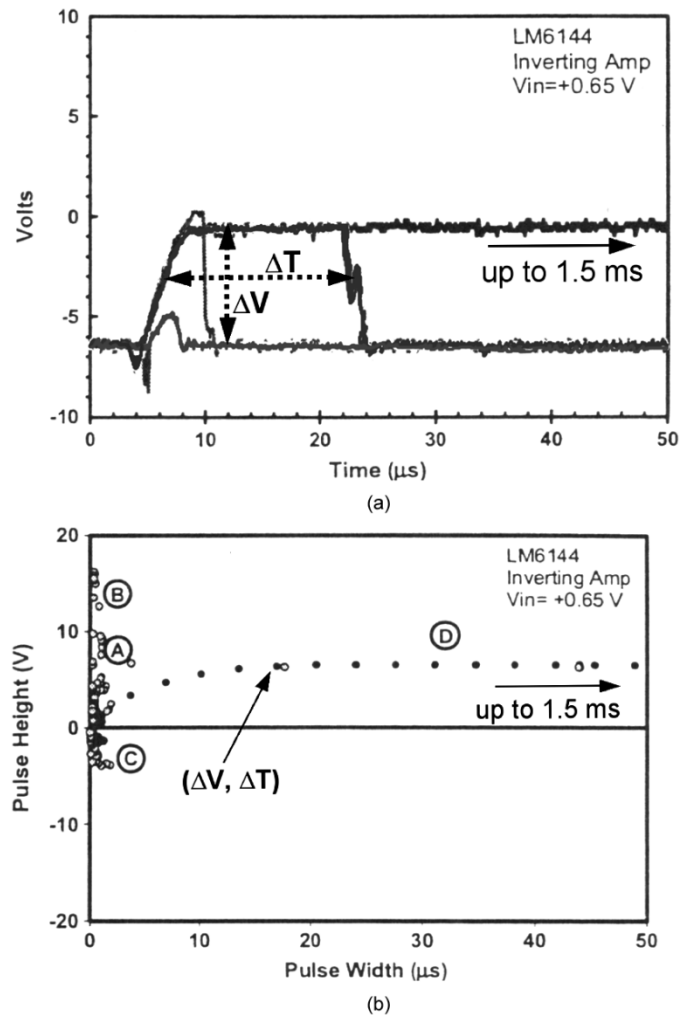 10
5
0
-5
-10
Volts
LM6144
Inverting Amp
Vin=+0.65 V
ΔT
ΔV
up to 1.5 ms
0 10 20 30 40 50
Time (μs)
(a)
20
10
0
-10
-20
Pulse Height (V)
LM6144
Inverting Amp
Vin= +0.65 V
B
A
D
C
up to 1.5 ms
(ΔV, ΔT)
0 10 20 30 40 50
Pulse Width (μs)
(b)